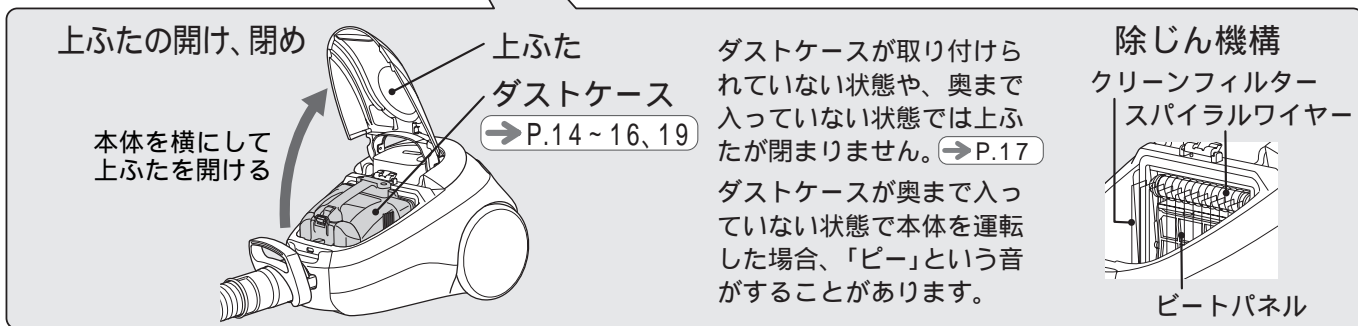 上ふたの開け、閉め
本体を横にして
上ふたを開ける
上ふた
ダストケース
➔P.14~16、19
ダストケースが取り付けら
れていない状態や、奥まで
入っていない状態では上ふ
たが閉まりません。➔P.17
ダストケースが奥まで入っ
ていない状態で本体を運転
した場合、「ピー」という音
がすることがあります。
除じん機構
クリーンフィルター
スパイラルワイヤー
ビートパネル